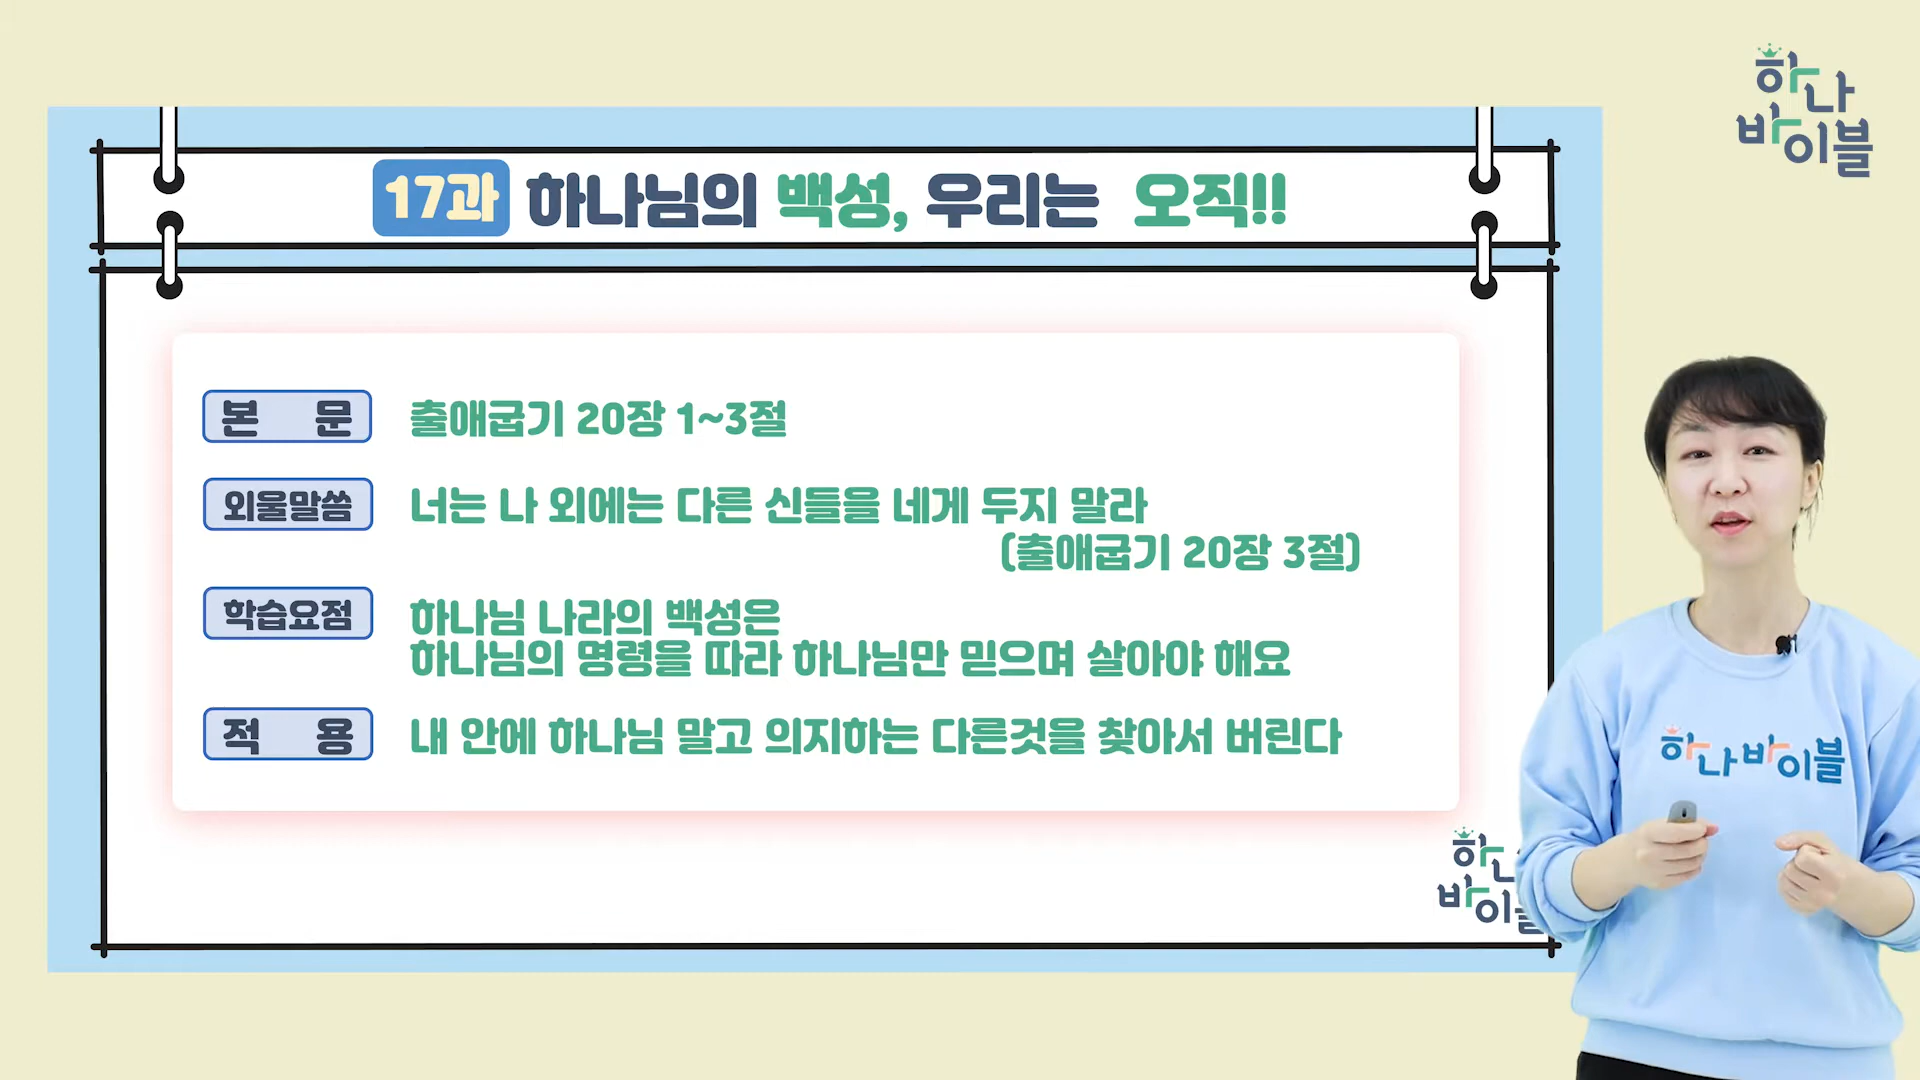 하나
바이블
17과 하나님의 백성, 우리는 오직!!
본 문 출애굽기 20장 1~3절
외울말씀 너는 나 외에는 다른 신들을 네게 두지 말라
(출애굽기 20장 3절)
학습요점 하나님 나라의 백성은
하나님의 명령을 따라 하나님만 믿으며 살아야 해요
적 용 내 안에 하나님 말고 의지하는 다른것을 찾아서 버린다
하나바이블
하나
바이블